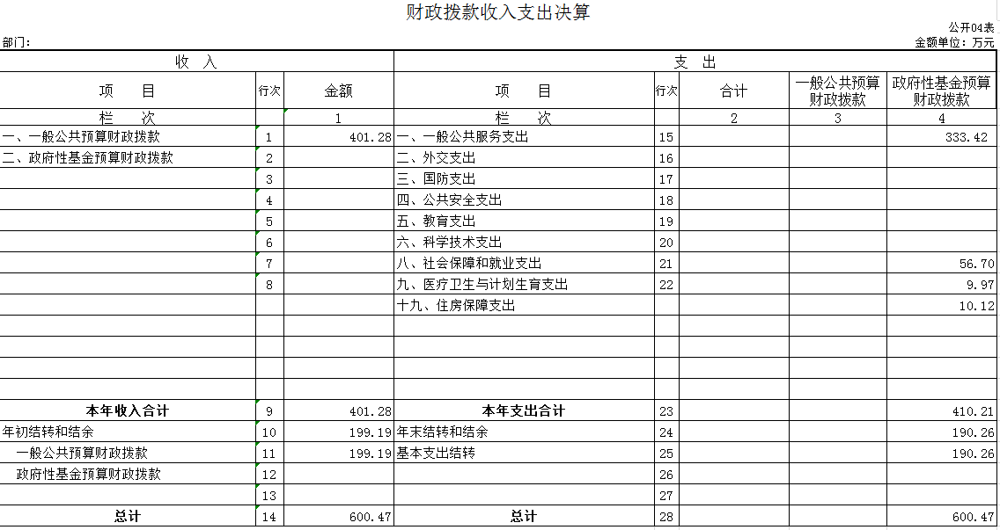 财政拨款收入支出决算
公开04表
部门： 金额单位：万元
收 入 支 出
项 目 行次 金额 项 目 行次 合计 一般公共预算财政拨款 政府性基金预算财政拨款
栏 次 1 栏 次 2 3 4
一、一般公共预算财政拨款 1 401.28 一、一般公共服务支出 15 333.42
二、政府性基金预算财政拨款 2 二、外交支出 16
3 三、国防支出 17
4 四、公共安全支出 18
5 五、教育支出 19
6 六、科学技术支出 20
7 八、社会保障和就业支出 21 56.70
8 九、医疗卫生与计划生育支出 22 9.97
十九、住房保障支出 10.12
本年收入合计 9 401.28 本年支出合计 23 410.21
年初结转和结余 10 199.19 年末结转和结余 24 190.26
一般公共预算财政拨款 11 199.19 基本支出结转 25 190.26
政府性基金预算财政拨款 12 26
13 27
总计 14 600.47 总计 28 600.47